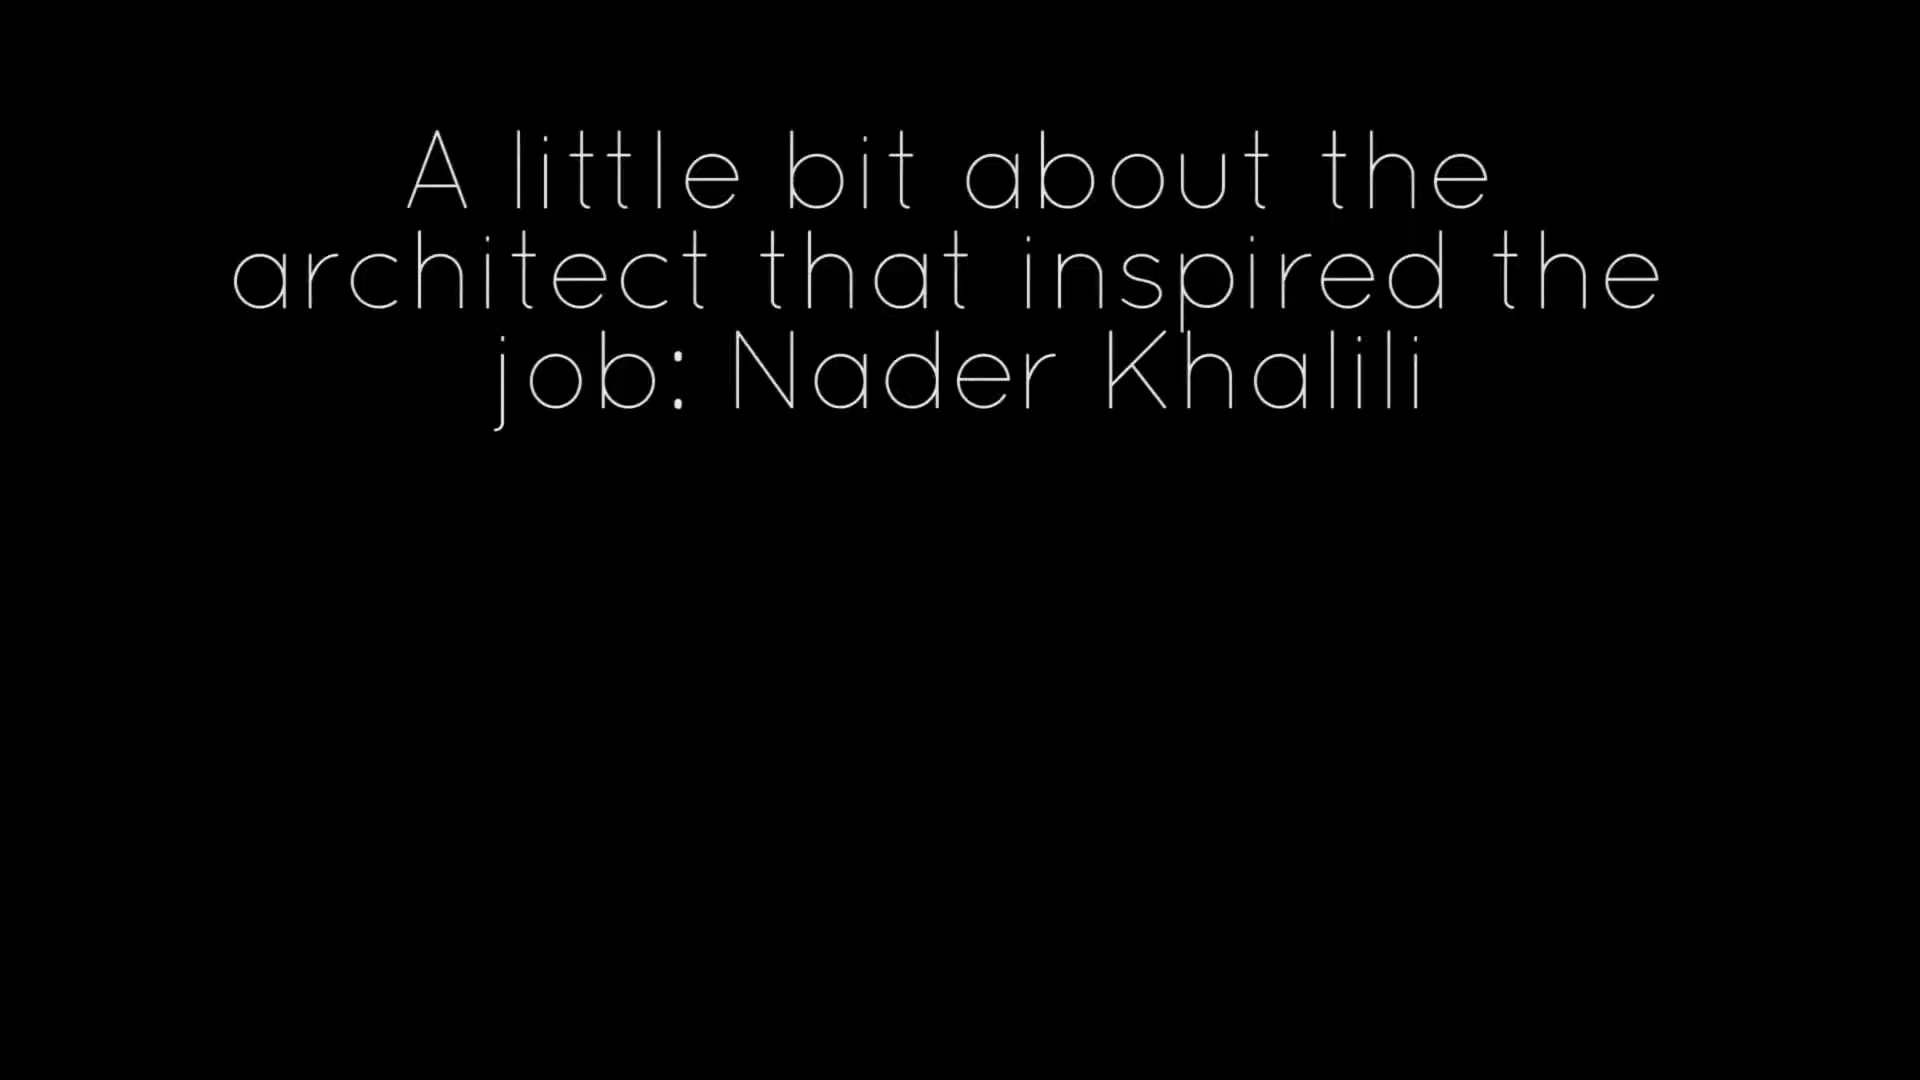 A little bit about the
architect that inspired the
job: Nader Khalili